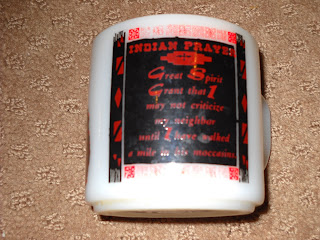 INDIAN PRAYER
Great Spirit
Grant that I
may not criticize
my neighbor
until I have walked
a mile in his moccasins